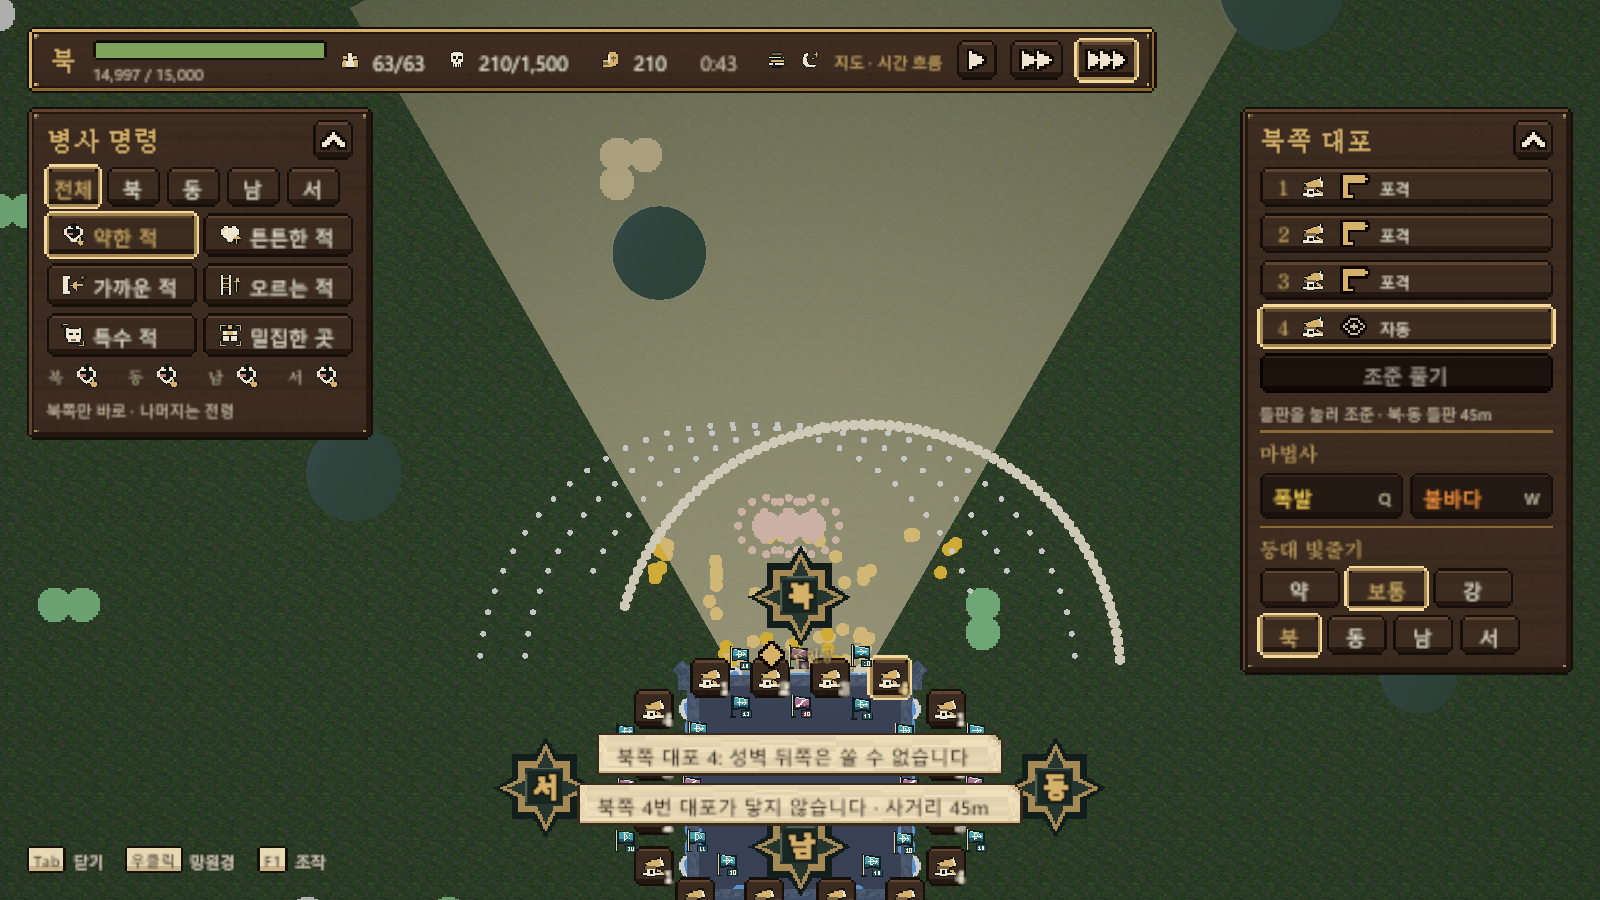 북
14,997 / 15,000
63/63
210/1,500
210
0:43
지도 · 시간 흐름
병사 명령
전체 북 동 남 서
약한 적 튼튼한 적
가까운 적 오르는 적
특수 적 밀집한 곳
북 동 남 서
북쪽만 바로 · 나머지는 전령
북쪽 대포
1 포격
2 포격
3 포격
4 자동
조준 풀기
들판을 눌러 조준 · 북·동 들판 45m
마법사
폭발 Q 불바다 W
등대 빛줄기
약 보통 강
북 동 남 서
북
서
동
남
북쪽 대포 4: 성벽 뒤쪽은 쏠 수 없습니다
북쪽 4번 대포가 닿지 않습니다 · 사거리 45m
Tab 닫기 우클릭 망원경 F1 조작